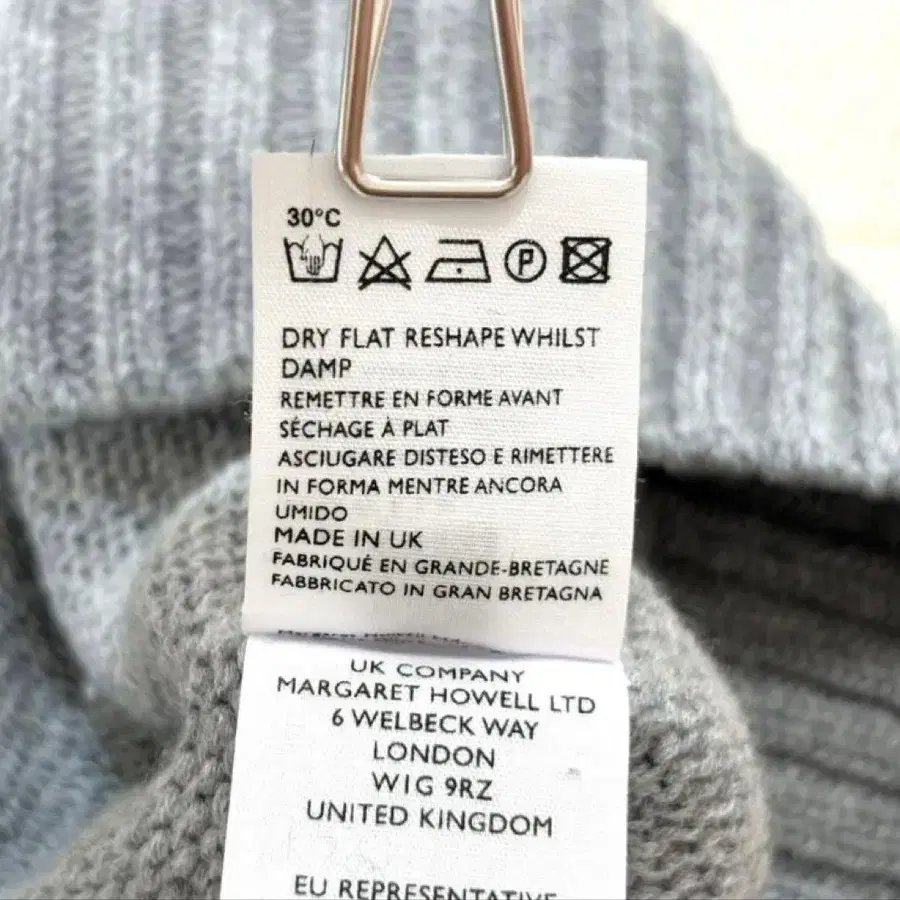 30°C
P
DRY FLAT RESHAPE WHILST
DAMP
REMETTRE EN FORME AVANT
SÉCHAGE À PLAT
ASCIUGARE DISTESO E RIMETTERE
IN FORMA MENTRE ANCORA
UMIDO
MADE IN UK
FABRIQUÉ EN GRANDE-BRETAGNE
FABBRICATO IN GRAN BRETAGNA
UK COMPANY
MARGARET HOWELL LTD
6 WELBECK WAY
LONDON
W1G 9RZ
UNITED KINGDOM
EU REPRESENTATIVE